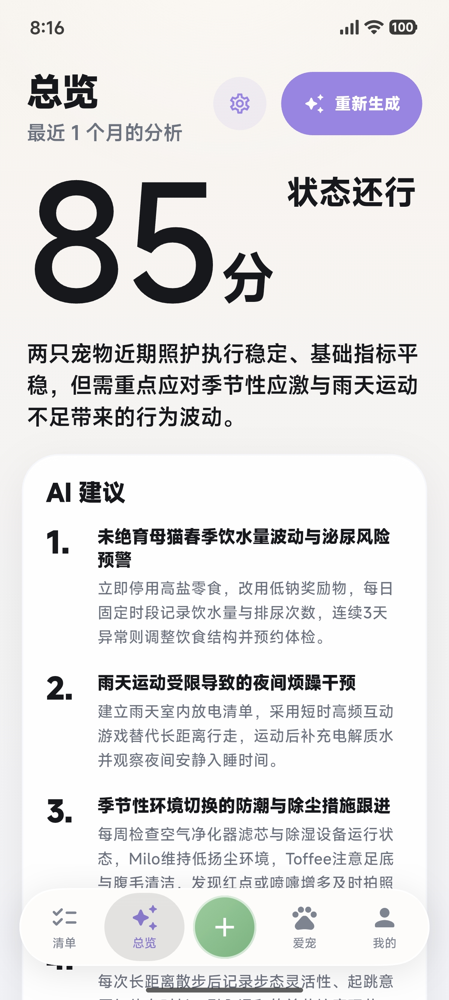 8:16
100
总览
重新生成
最近 1 个月的分析
状态还行
85分
两只宠物近期照护执行稳定、基础指标平
稳，但需重点应对季节性应激与雨天运动
不足带来的行为波动。
AI 建议
1.
未绝育母猫春季饮水量波动与泌尿风险
预警
立即停用高盐零食，改用低钠奖励物，每日
固定时段记录饮水量与排尿次数，连续3天
异常则调整饮食结构并预约体检。
2.
雨天运动受限导致的夜间烦躁干预
建立雨天室内放电清单，采用短时高频互动
游戏替代长距离行走，运动后补充电解质水
并观察夜间安静入睡时间。
3.
季节性环境切换的防潮与除尘措施跟进
每周检查空气净化器滤芯与除湿设备运行状
态，Milo维持低扬尘环境，Toffee注意足底
与腹毛清洁，发现红点或喷嚏增多及时拍照
清单
总览
爱宠
我的
每次长距离散步后记录步态灵活性、起跳意